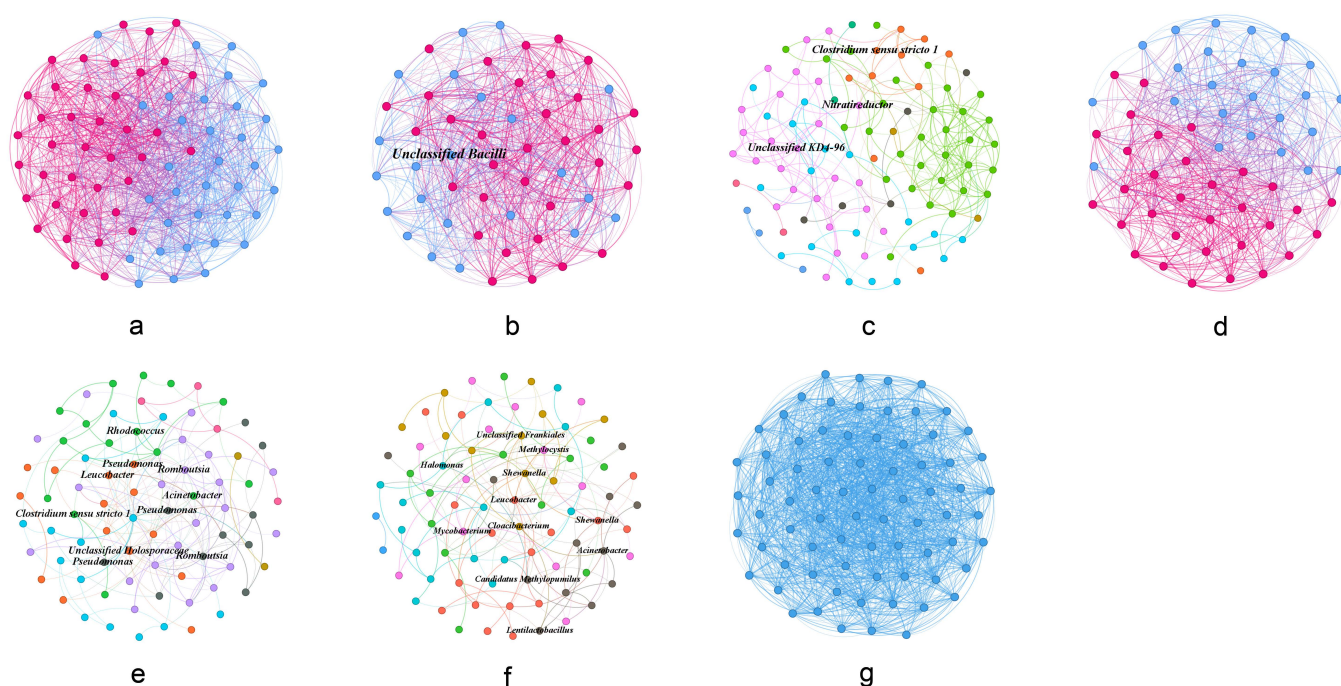 Unclassified Bacilli
Clostridium sensu stricto 1
Nitratireductor
Unclassified KD4-96
a
b
c
d
Rhodococcus
Pseudomonas
Romboutsia
Leucobacter
Acinetobacter
Clostridium sensu stricto 1
Pseudomonas
Unclassified Holosporaceae
Romboutsia
Pseudomonas
Unclassified Frankiales
Methylocystis
Halomonas
Shewanella
Leucobacter
Shewanella
Cloacibacterium
Mycobacterium
Acinetobacter
Candidatus Methylopumilus
Lentilactobacillus
e
f
g